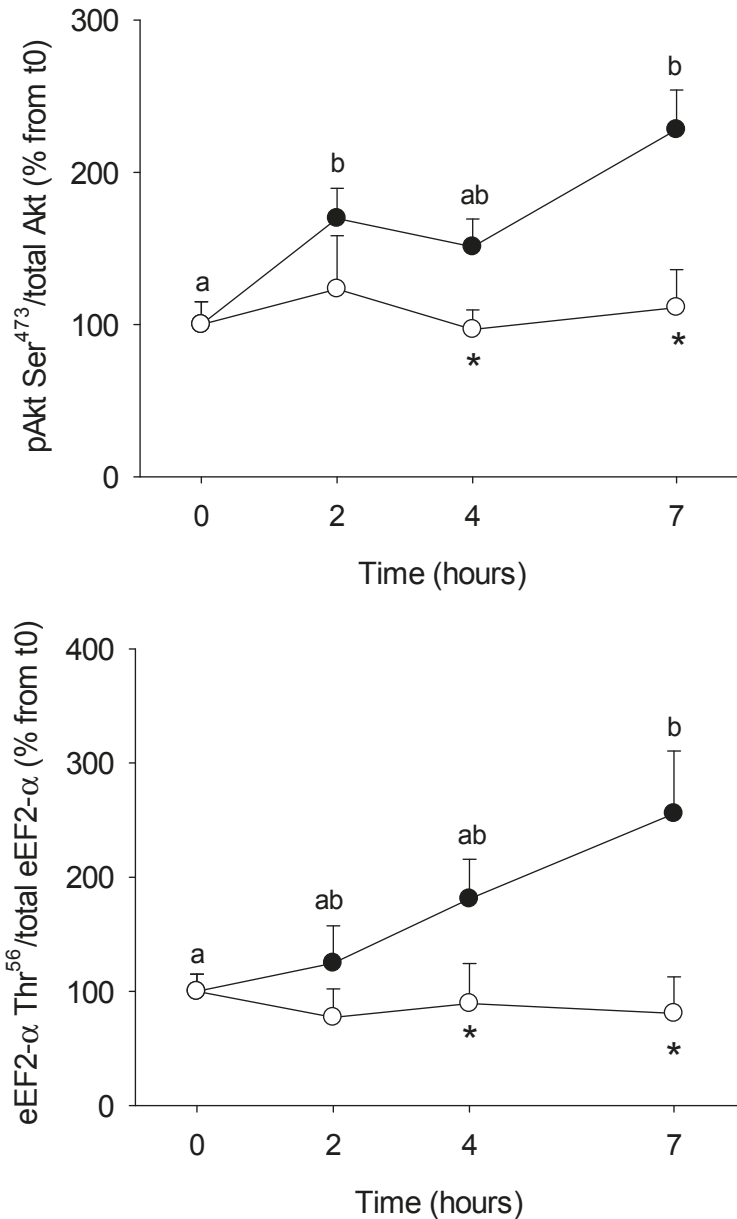 pAkt Ser⁴⁷³/total Akt (% from t0)
300
200
100
0
a
b
ab
b
*
*
0 2 4 7
Time (hours)
eEF2-α Thr⁵⁶/total eEF2-α (% from t0)
400
300
200
100
0
a
ab
ab
b
*
*
0 2 4 7
Time (hours)